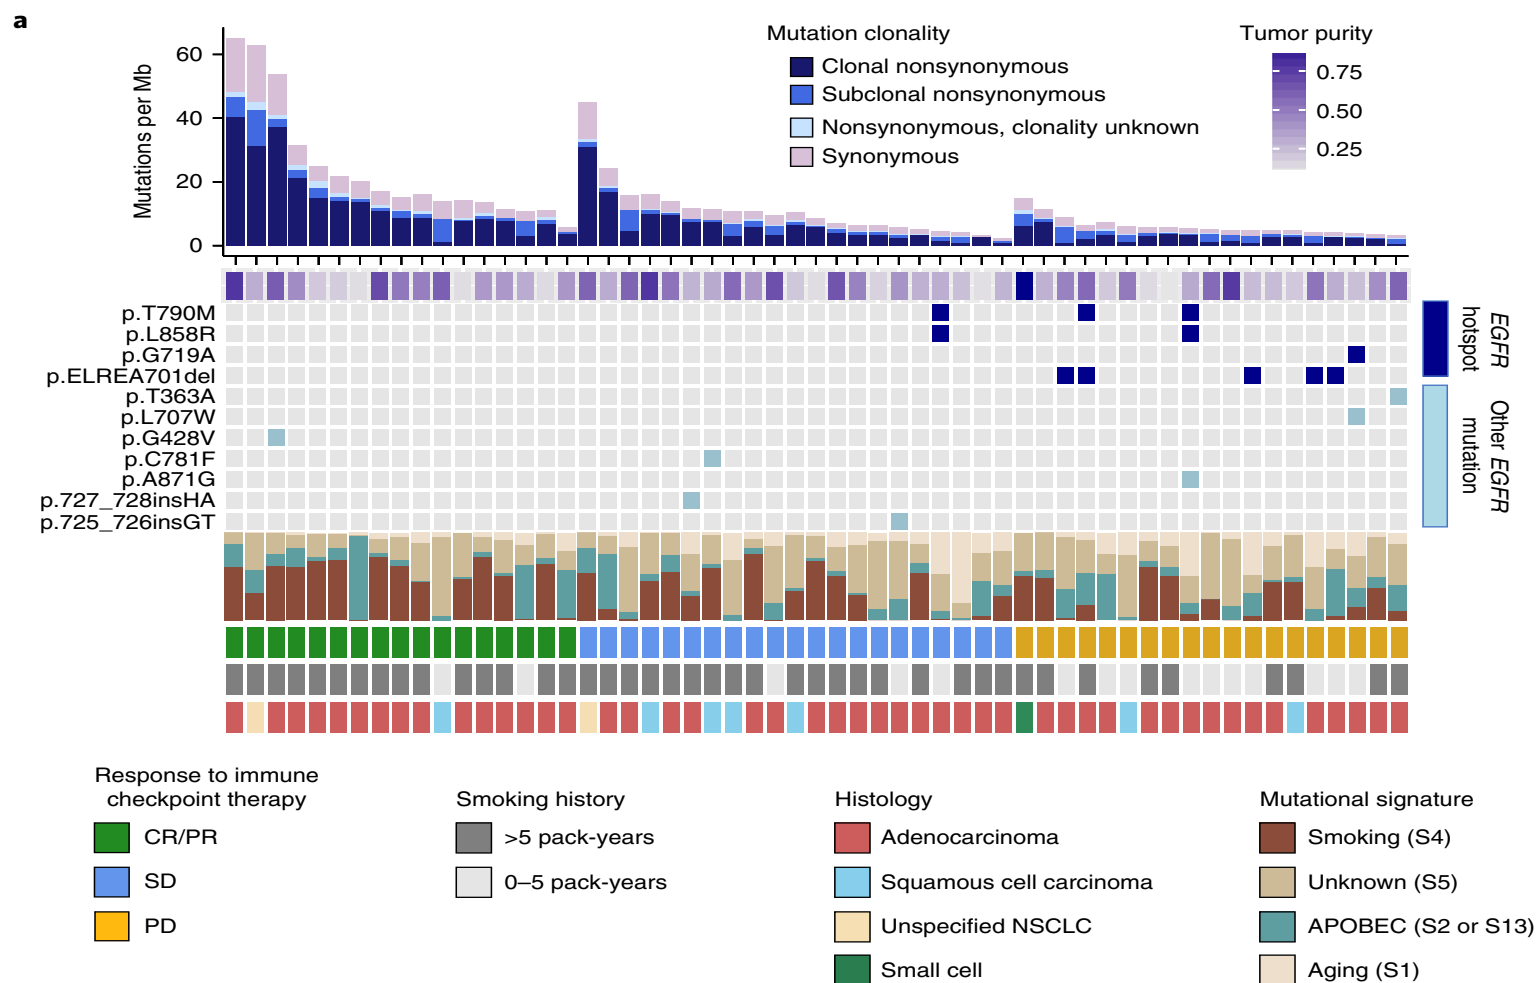 a
Mutations per Mb
60
40
20
0
Mutation clonality
Clonal nonsynonymous
Subclonal nonsynonymous
Nonsynonymous, clonality unknown
Synonymous
Tumor purity
0.75
0.50
0.25
p.T790M
p.L858R
p.G719A
p.ELREA701del
p.T363A
p.L707W
p.G428V
p.C781F
p.A871G
p.727_728insHA
p.725_726insGT
EGFR
hotspot
Other EGFR
mutation
Response to immune
checkpoint therapy
CR/PR
SD
PD
Smoking history
>5 pack-years
0–5 pack-years
Histology
Adenocarcinoma
Squamous cell carcinoma
Unspecified NSCLC
Small cell
Mutational signature
Smoking (S4)
Unknown (S5)
APOBEC (S2 or S13)
Aging (S1)